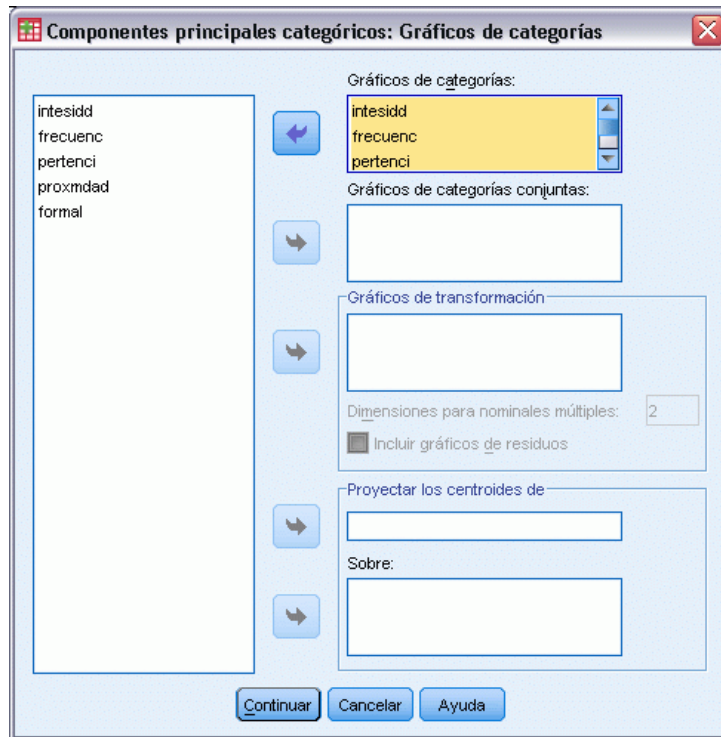 Componentes principales categóricos: Gráficos de categorías
intesidd
frecuenc
pertenci
proxmdad
formal
Gráficos de categorías:
intesidd
frecuenc
pertenci
Gráficos de categorías conjuntas:
Gráficos de transformación
Dimensiones para nominales múltiples: 2
Incluir gráficos de residuos
Proyectar los centroides de
Sobre:
Continuar Cancelar Ayuda